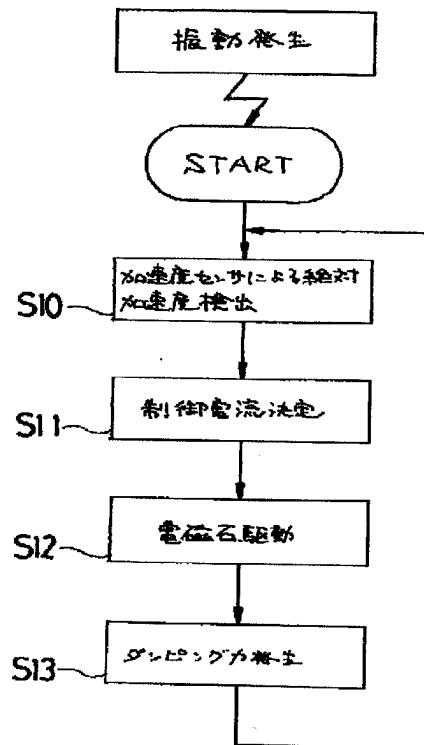 振動発生
START
加速度センサによる絶対
加速度検出
S10
制御電流決定
S11
電磁石駆動
S12
ダンピング力発生
S13